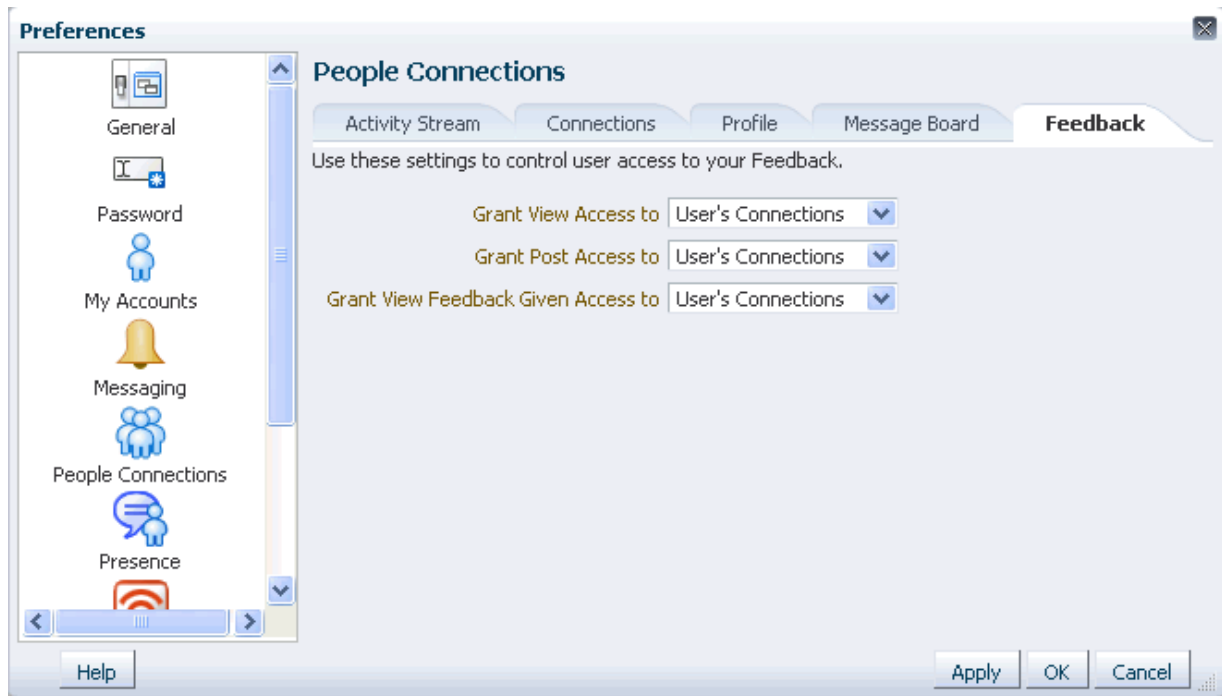 Preferences
General
Password
My Accounts
Messaging
People Connections
Presence
People Connections
Activity Stream Connections Profile Message Board Feedback
Use these settings to control user access to your Feedback.
Grant View Access to User's Connections
Grant Post Access to User's Connections
Grant View Feedback Given Access to User's Connections
Help Apply OK Cancel